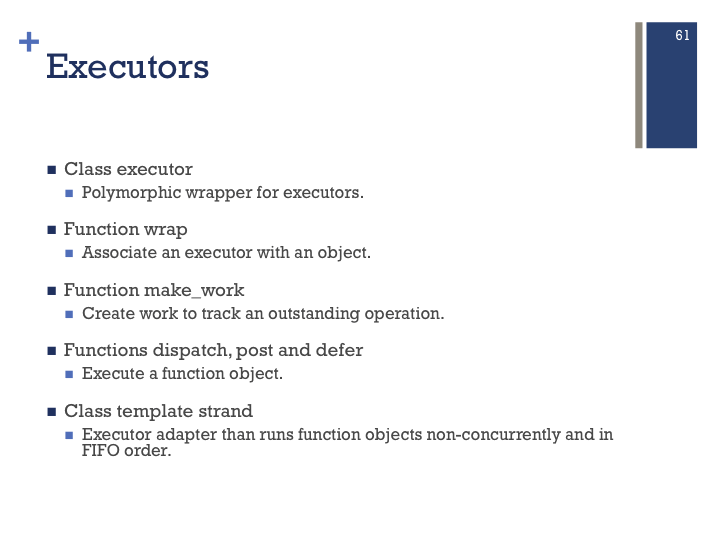 61
+
Executors
Class executor
Polymorphic wrapper for executors.
Function wrap
Associate an executor with an object.
Function make_work
Create work to track an outstanding operation.
Functions dispatch, post and defer
Execute a function object.
Class template strand
Executor adapter than runs function objects non-concurrently and in
FIFO order.